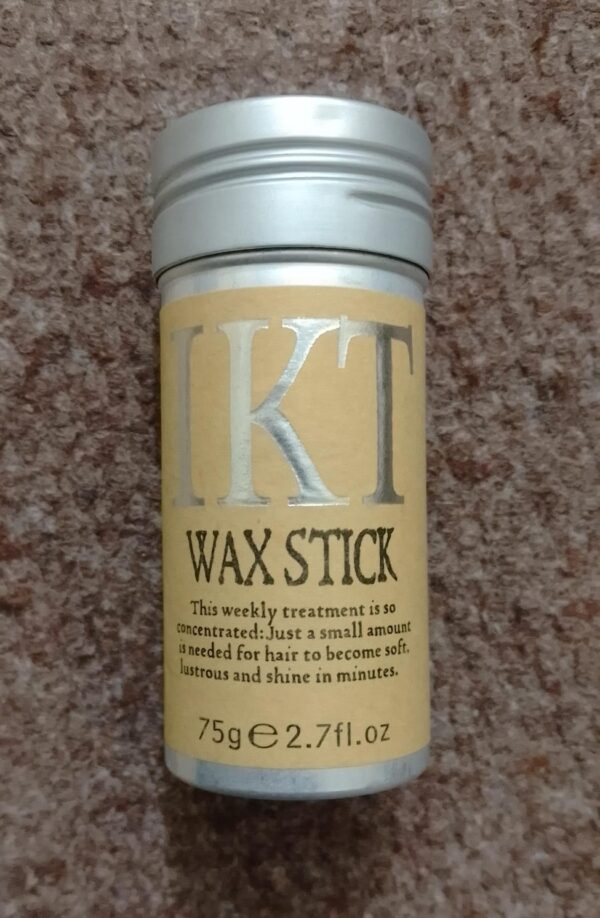 IKT
WAX STICK
This weekly treatment is so
concentrated: Just a small amount
is needed for hair to become soft,
lustrous and shine in minutes.
75g ℮ 2.7fl.oz